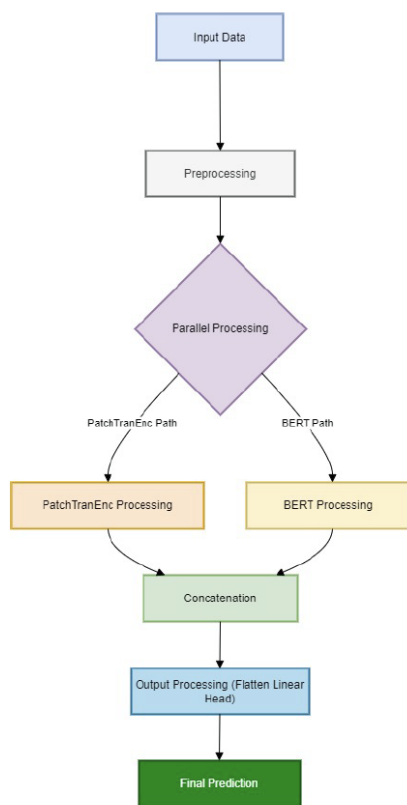 Input Data
Preprocessing
Parallel Processing
PatchTranEnc Path
BERT Path
PatchTranEnc Processing
BERT Processing
Concatenation
Output Processing (Flatten Linear
Head)
Final Prediction